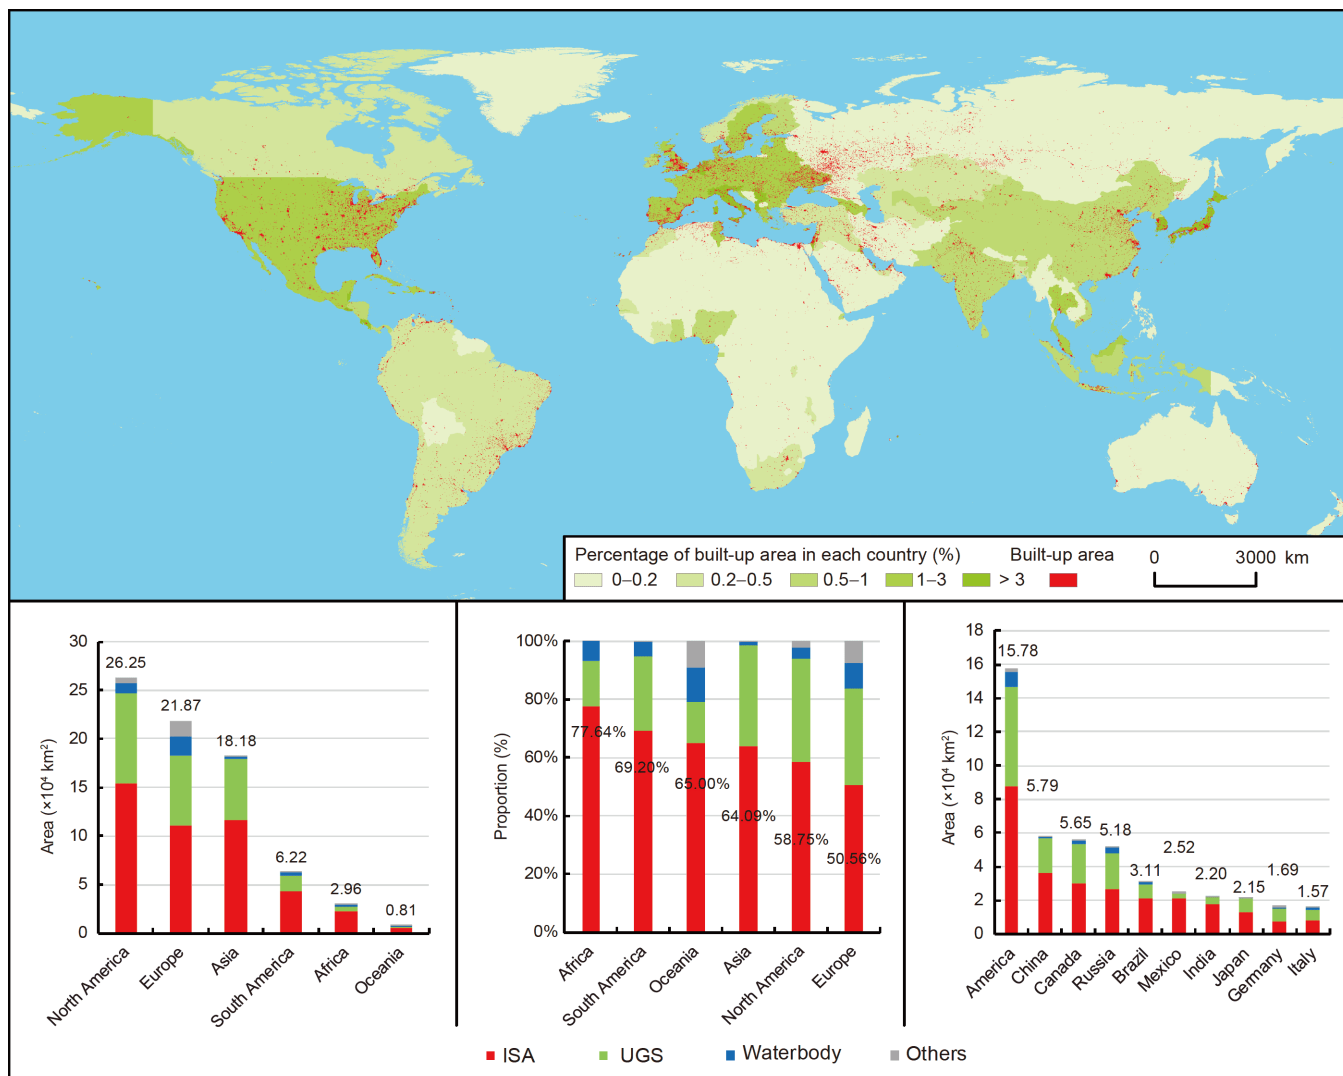 Percentage of built-up area in each country (%)
Built-up area
0 3000 km
0–0.2
0.2–0.5
0.5–1
1–3
> 3
Area (×10⁴ km²)
30
25
20
15
10
5
0
26.25
21.87
18.18
6.22
2.96
0.81
North America
Europe
Asia
South America
Africa
Oceania
Proportion (%)
100%
80%
60%
40%
20%
0%
77.64%
69.20%
65.00%
64.09%
58.75%
50.56%
Africa
South America
Oceania
Asia
North America
Europe
Area (×10⁴ km²)
18
16
14
12
10
8
6
4
2
0
15.78
5.79
5.65
5.18
3.11
2.52
2.20
2.15
1.69
1.57
America
China
Canada
Russia
Brazil
Mexico
India
Japan
Germany
Italy
ISA
UGS
Waterbody
Others